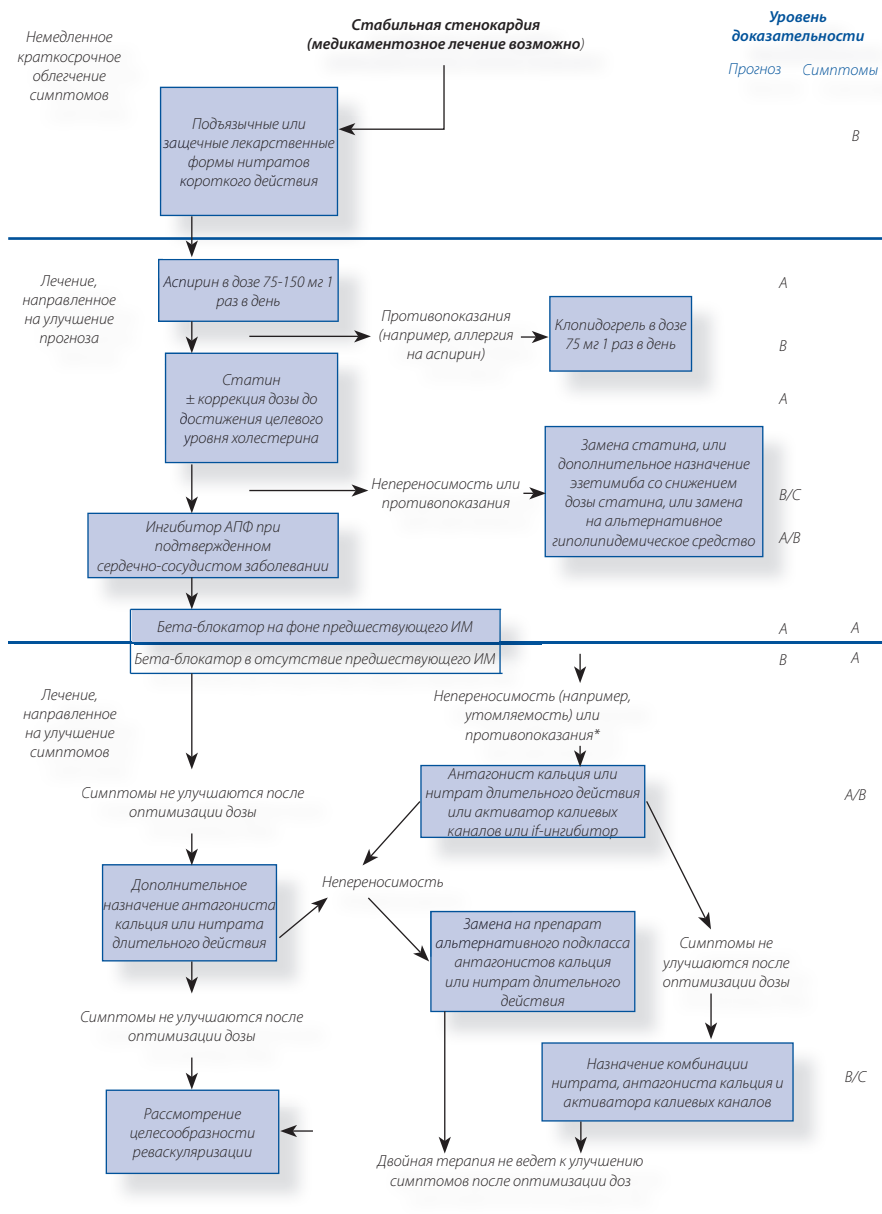 Немедленное
краткосрочное
облегчение
симптомов
Стабильная стенокардия
(медикаментозное лечение возможно)
Уровень
доказательности
Прогноз Симптомы
Подъязычные или
защечные лекарственные
формы нитратов
короткого действия
B
Лечение,
направленное
на улучшение
прогноза
Аспирин в дозе 75-150 мг 1
раз в день
A
Противопоказания
(например, аллергия
на аспирин)
Клопидогрель в дозе
75 мг 1 раз в день
B
Статин
± коррекция дозы до
достижения целевого
уровня холестерина
A
Непереносимость или
противопоказания
Замена статина, или
дополнительное назначение
эзетимиба со снижением
дозы статина, или замена
на альтернативное
гиполипидемическое средство
B/C
A/B
Ингибитор АПФ при
подтвержденном
сердечно-сосудистом заболевании
Бета-блокатор на фоне предшествующего ИМ
A A
Бета-блокатор в отсутствие предшествующего ИМ
B A
Лечение,
направленное
на улучшение
симптомов
Непереносимость (например,
утомляемость) или
противопоказания*
Симптомы не улучшаются после
оптимизации дозы
Антагонист кальция или
нитрат длительного действия
или активатор калиевых
каналов или if-ингибитор
A/B
Дополнительное
назначение антагониста
кальция или нитрата
длительного действия
Непереносимость
Замена на препарат
альтернативного подкласса
антагонистов кальция
или нитрат длительного
действия
Симптомы не
улучшаются после
оптимизации дозы
Симптомы не улучшаются после
оптимизации дозы
Назначение комбинации
нитрата, антагониста кальция и
активатора калиевых каналов
B/C
Рассмотрение
целесообразности
реваскуляризации
Двойная терапия не ведет к улучшению
симптомов после оптимизации доз